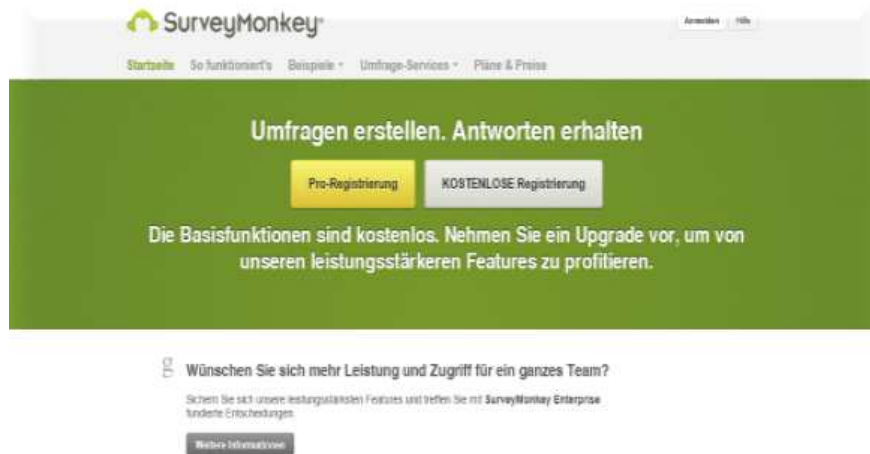 SurveyMonkey®
Anmelden Hilfe
Startseite So funktioniert's Beispiele Umfrage-Services Pläne & Preise
Umfragen erstellen. Antworten erhalten
Pro-Registrierung KOSTENLOSE Registrierung
Die Basisfunktionen sind kostenlos. Nehmen Sie ein Upgrade vor, um von
unseren leistungsstärkeren Features zu profitieren.
Wünschen Sie sich mehr Leistung und Zugriff für ein ganzes Team?
Sichern Sie sich unsere leistungsstärksten Features und treffen Sie mit SurveyMonkey Enterprise
fundierte Entscheidungen.
Weitere Informationen